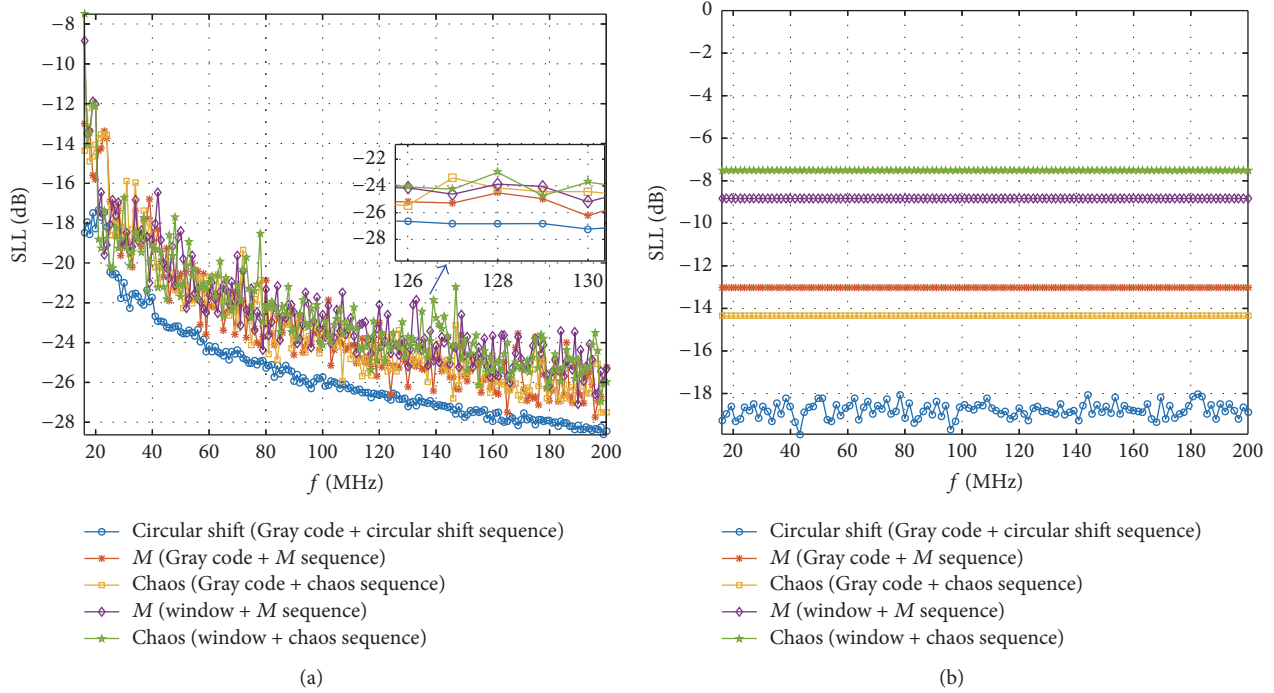 −8
−10
−12
−14
−16
−18
−20
−22
−24
−26
−28
SLL (dB)
20 40 60 80 100 120 140 160 180 200
f (MHz)
−22
−24
−26
−28
126 128 130
Circular shift (Gray code + circular shift sequence)
M (Gray code + M sequence)
Chaos (Gray code + chaos sequence)
M (window + M sequence)
Chaos (window + chaos sequence)
(a)
0
−2
−4
−6
−8
−10
−12
−14
−16
−18
SLL (dB)
20 40 60 80 100 120 140 160 180 200
f (MHz)
Circular shift (Gray code + circular shift sequence)
M (Gray code + M sequence)
Chaos (Gray code + chaos sequence)
M (window + M sequence)
Chaos (window + chaos sequence)
(b)